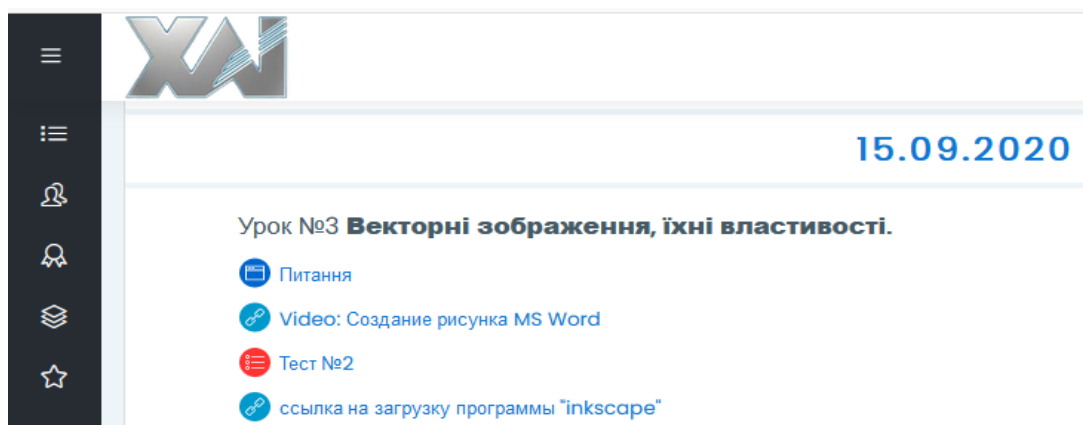 ХАІ
15.09.2020
Урок №3 Векторні зображення, їхні властивості.
Питання
Video: Создание рисунка MS Word
Тест №2
ссылка на загрузку программы "inkscape"